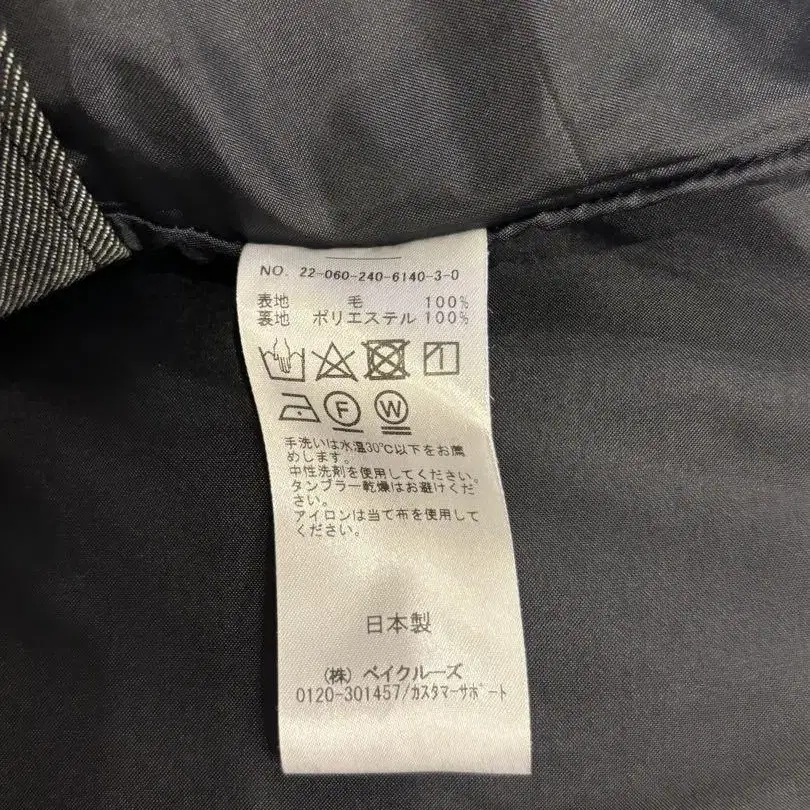 NO. 22-060-240-6140-3-0
表地 毛 100%
裏地 ポリエステル 100%
F W
手洗いは水温30℃以下をお薦
めします。
中性洗剤を使用してください。
タンブラー乾燥はお避けくだ
さい。
アイロンは当て布を使用して
ください。
日本製
(株) ベイクルーズ
0120-301457/カスタマーサポート